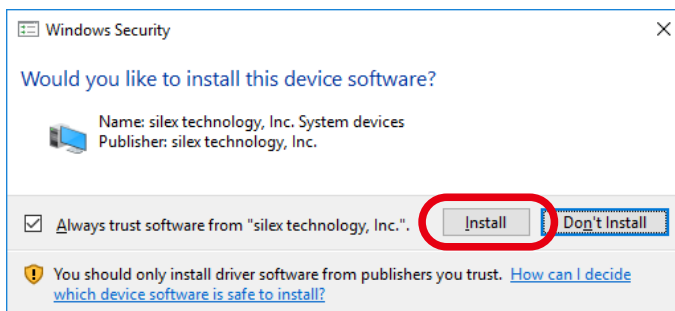 Windows Security
Would you like to install this device software?
Name: silex technology, Inc. System devices
Publisher: silex technology, Inc.
Always trust software from "silex technology, Inc.".
Install
Don't Install
You should only install driver software from publishers you trust. How can I decide
which device software is safe to install?